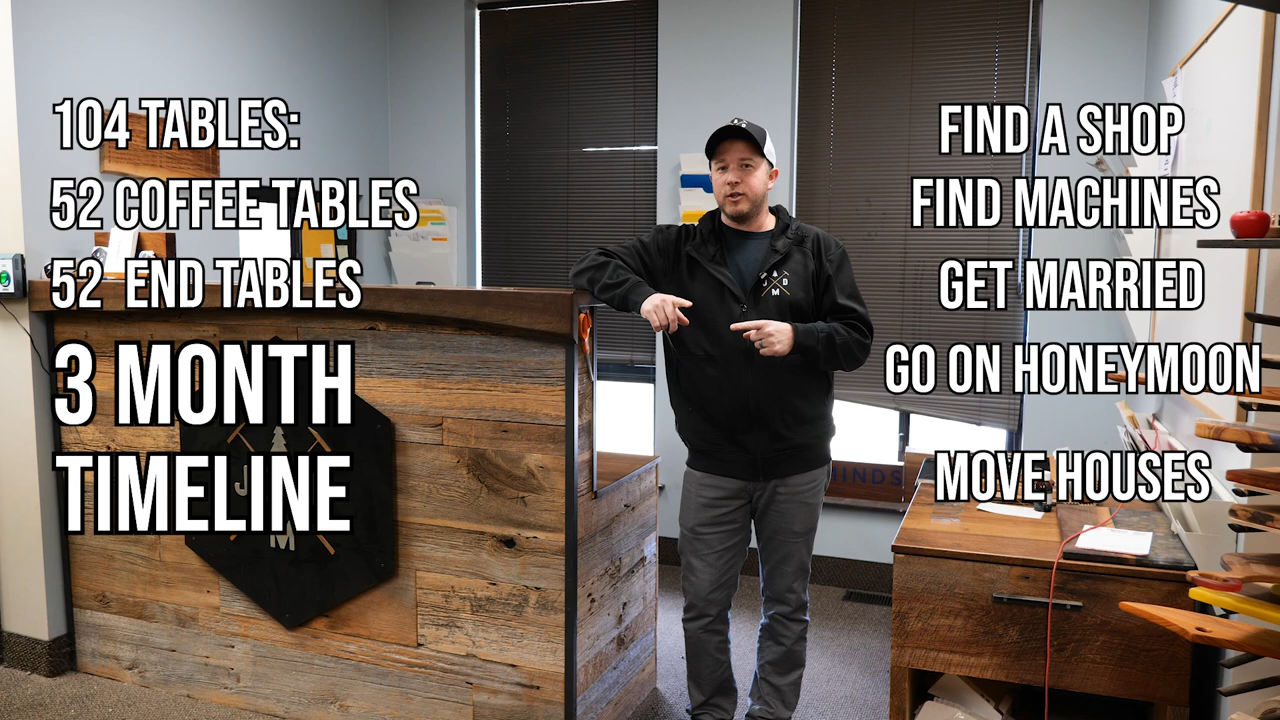 104 TABLES:
52 COFFEE TABLES
52 END TABLES
3 MONTH
TIMELINE
FIND A SHOP
FIND MACHINES
GET MARRIED
GO ON HONEYMOON
MOVE HOUSES
J D
M
J
M